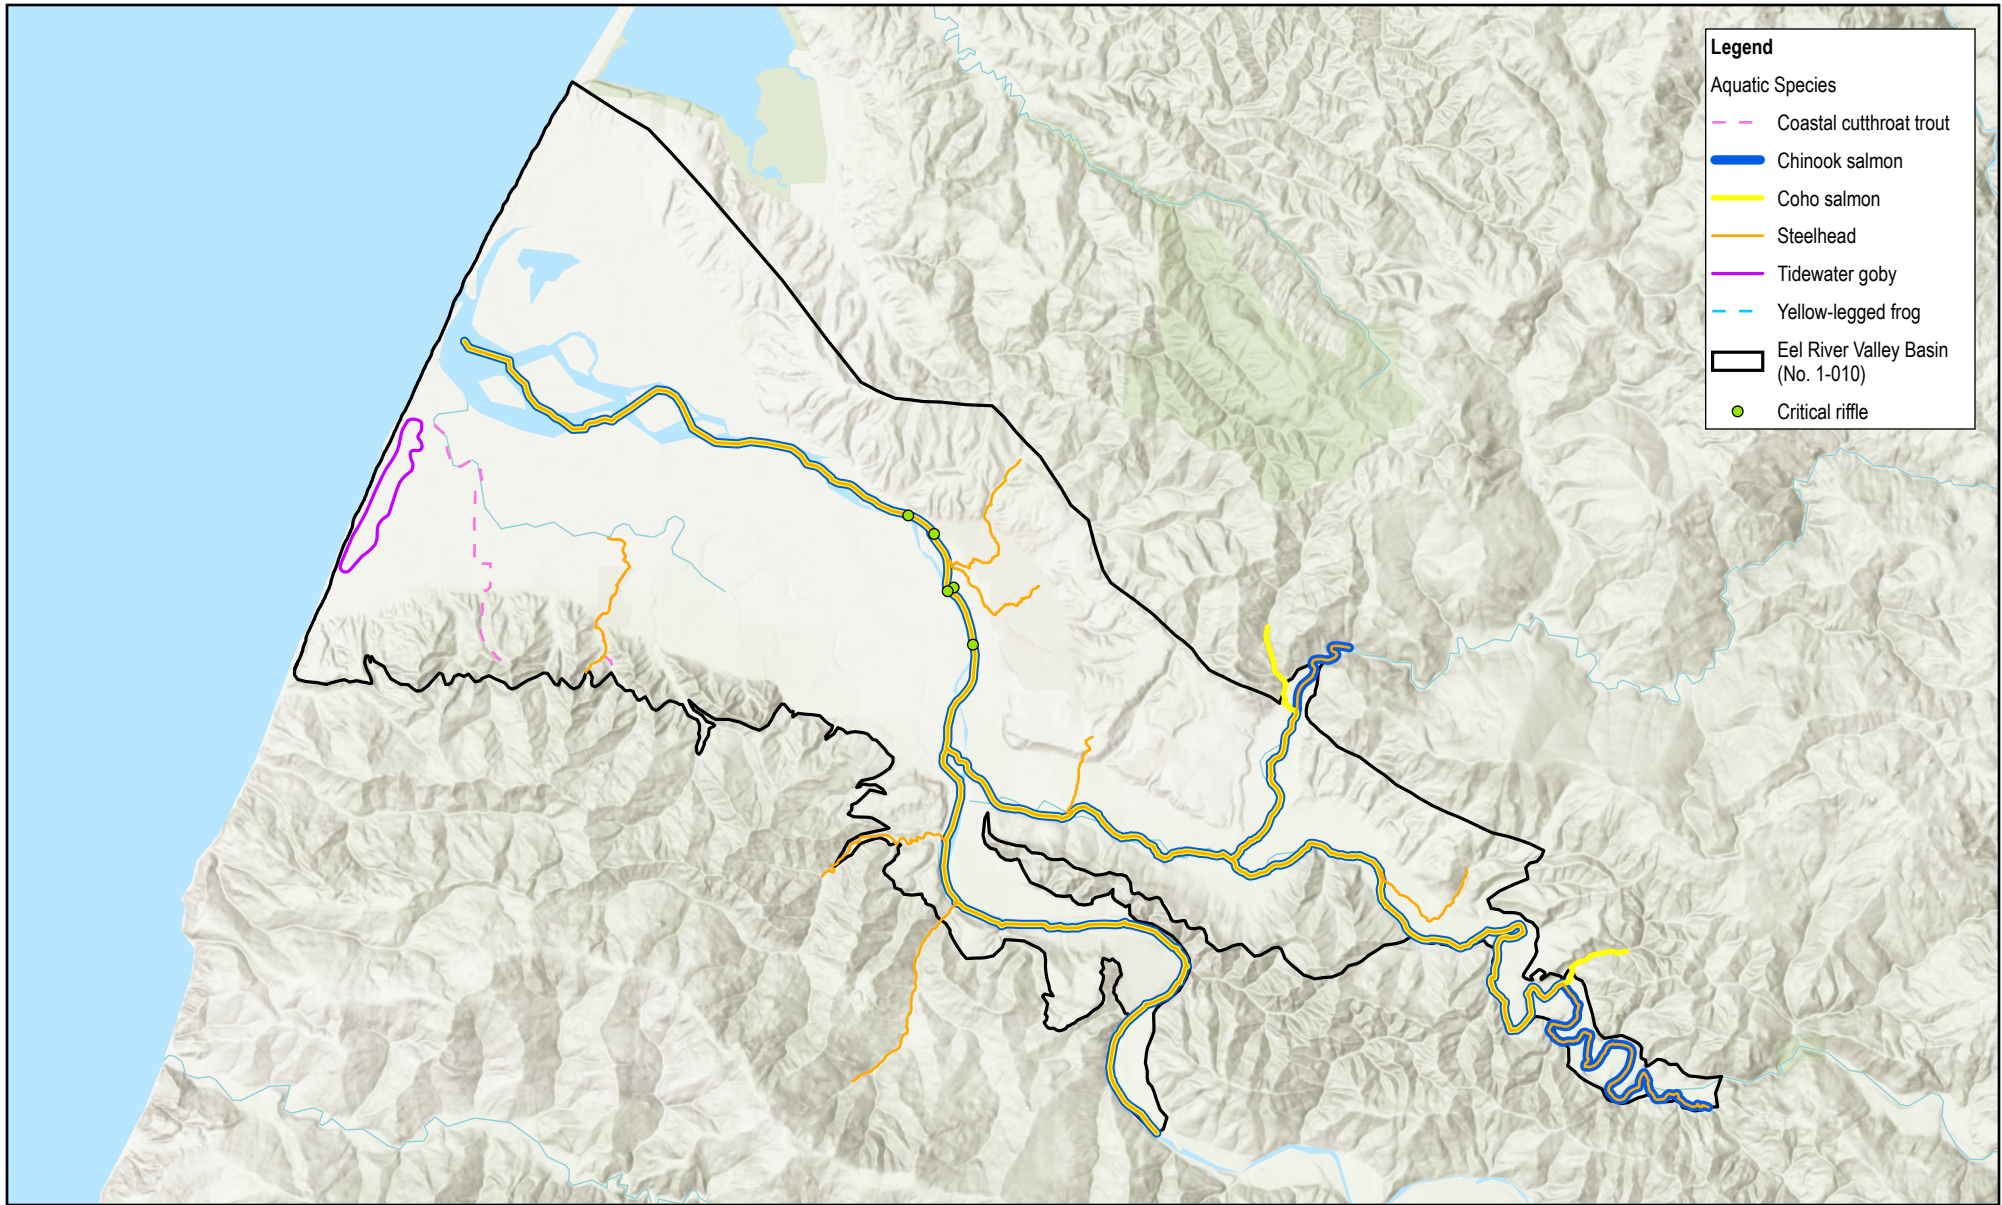 Legend
Aquatic Species
Coastal cutthroat trout
Chinook salmon
Coho salmon
Steelhead
Tidewater goby
Yellow-legged frog
Eel River Valley Basin
(No. 1-010)
Critical riffle